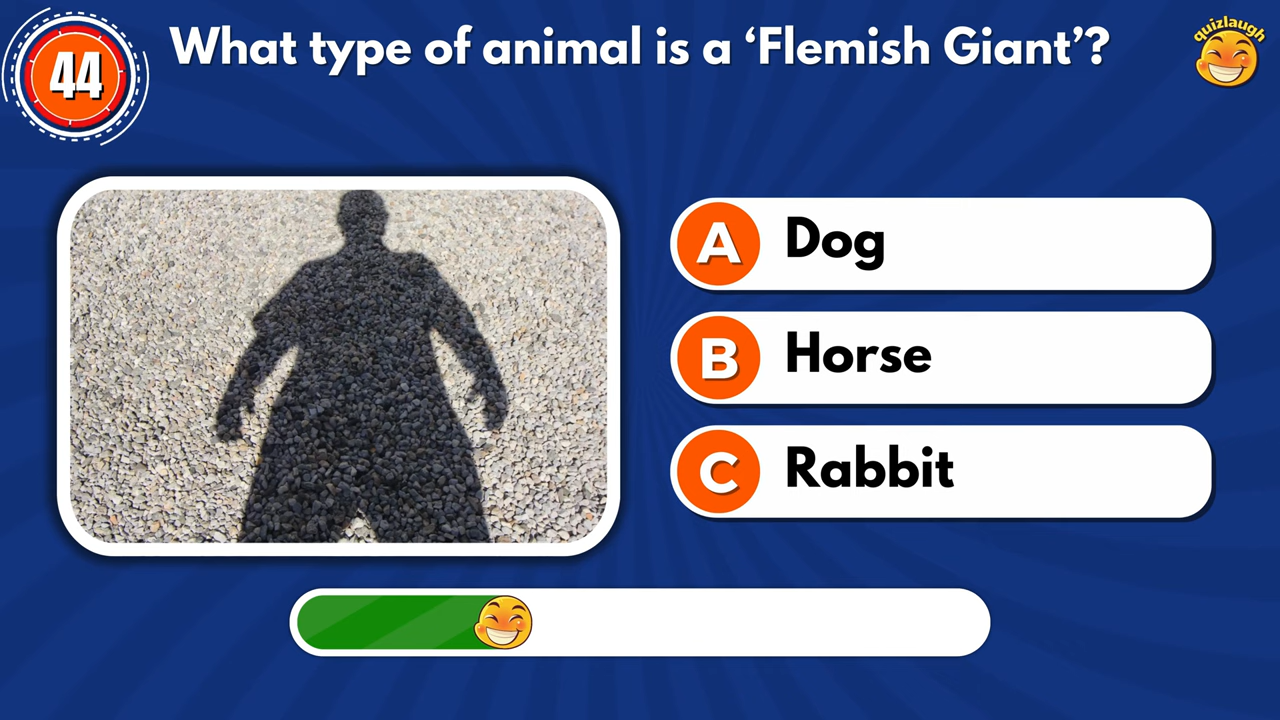 44
What type of animal is a ‘Flemish Giant’?
quizlaugh
A Dog
B Horse
C Rabbit